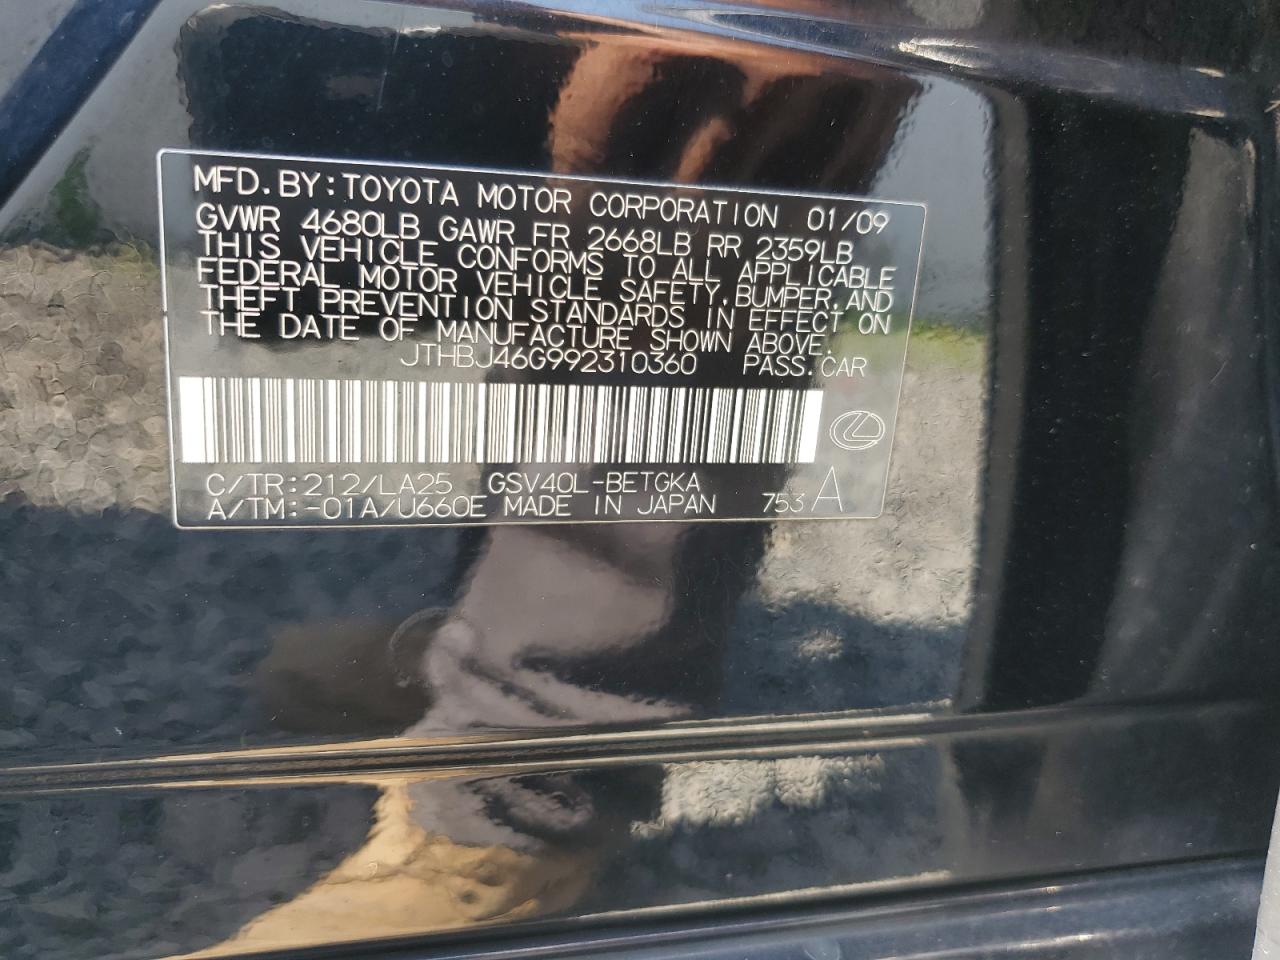 MFD.BY:TOYOTA MOTOR CORPORATION 01/09
GVWR 4680LB GAWR FR 2668LB RR 2359LB
THIS VEHICLE CONFORMS TO ALL APPLICABLE
FEDERAL MOTOR VEHICLE SAFETY,BUMPER,AND
THEFT PREVENTION STANDARDS IN EFFECT ON
THE DATE OF MANUFACTURE SHOWN ABOVE.
JTHBJ46G992310360 PASS.CAR
C/TR:212/LA25 GSV40L-BETGKA
A/TM:-01A/U660E MADE IN JAPAN 753 A